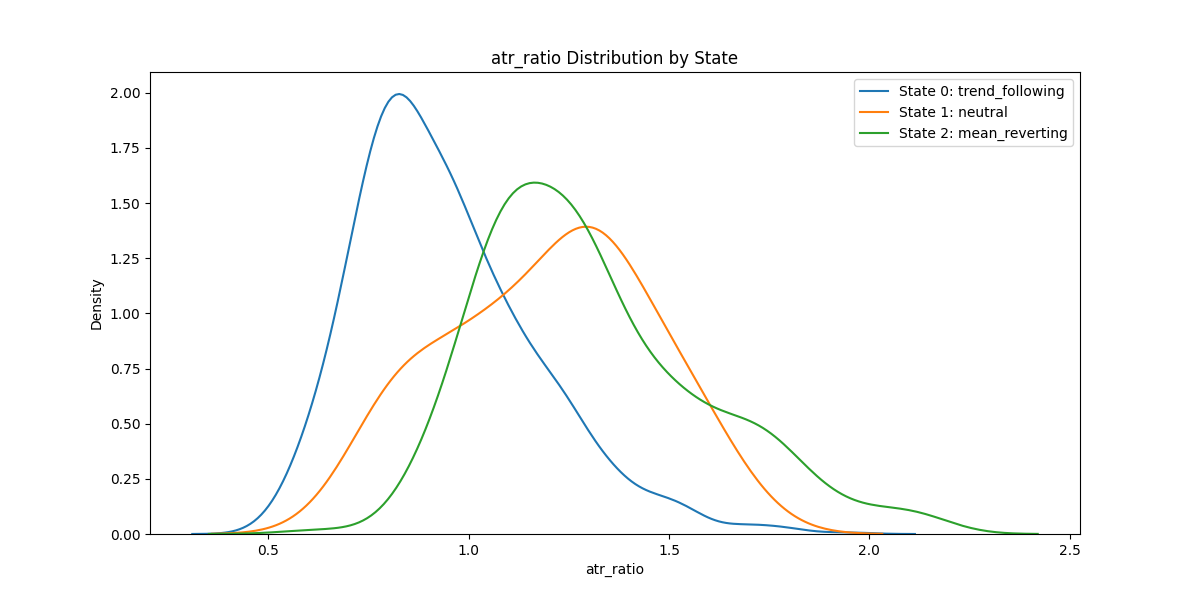 atr_ratio Distribution by State
State 0: trend_following
State 1: neutral
State 2: mean_reverting
Density
2.00
1.75
1.50
1.25
1.00
0.75
0.50
0.25
0.00
0.5
1.0
1.5
2.0
2.5
atr_ratio